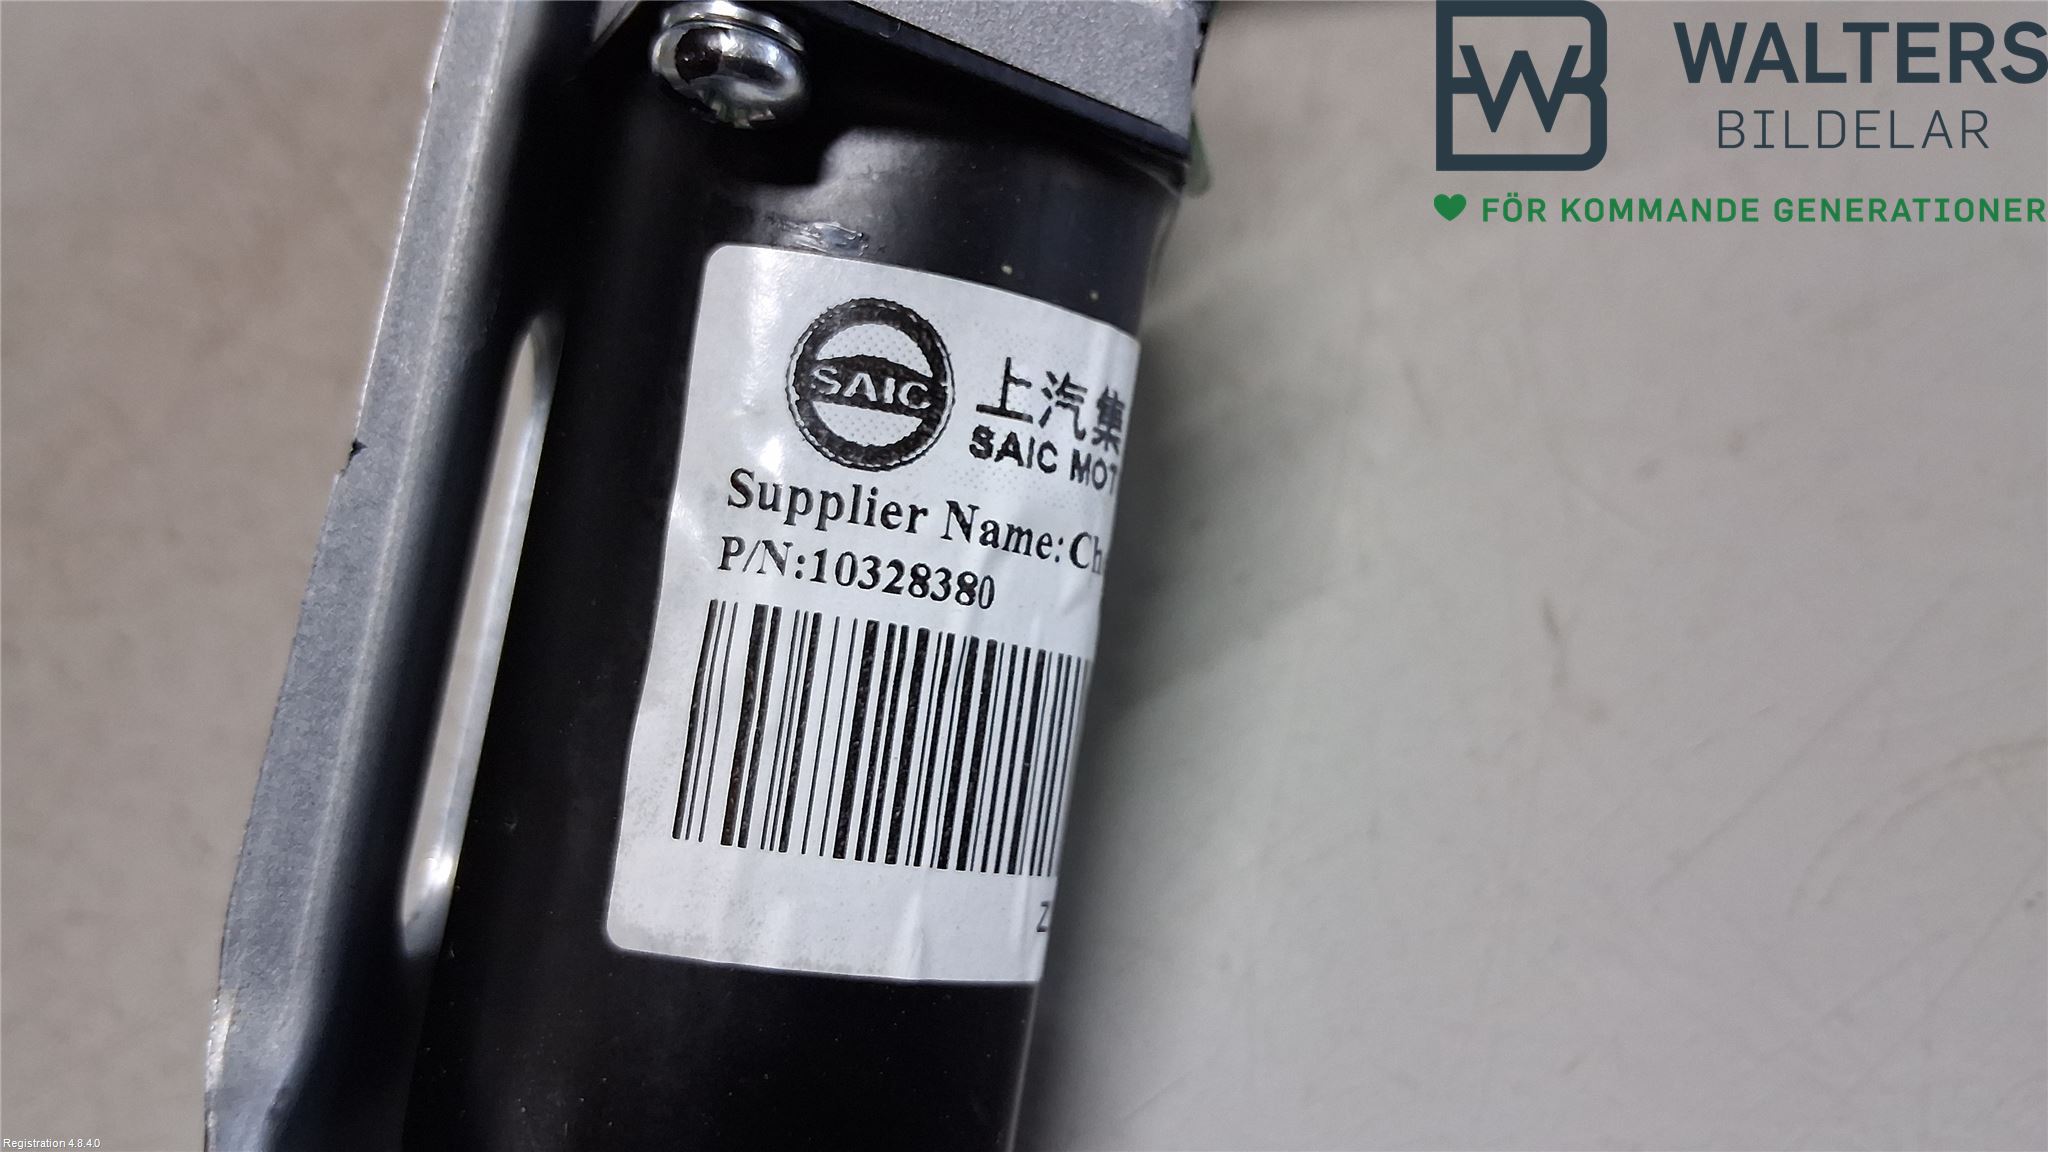 WALTERS
BILDELAR
FÖR KOMMANDE GENERATIONER
SAIC
上汽集
SAIC MOT
Supplier Name: Ch
P/N:10328380
Z
Registration 4.8.4.0